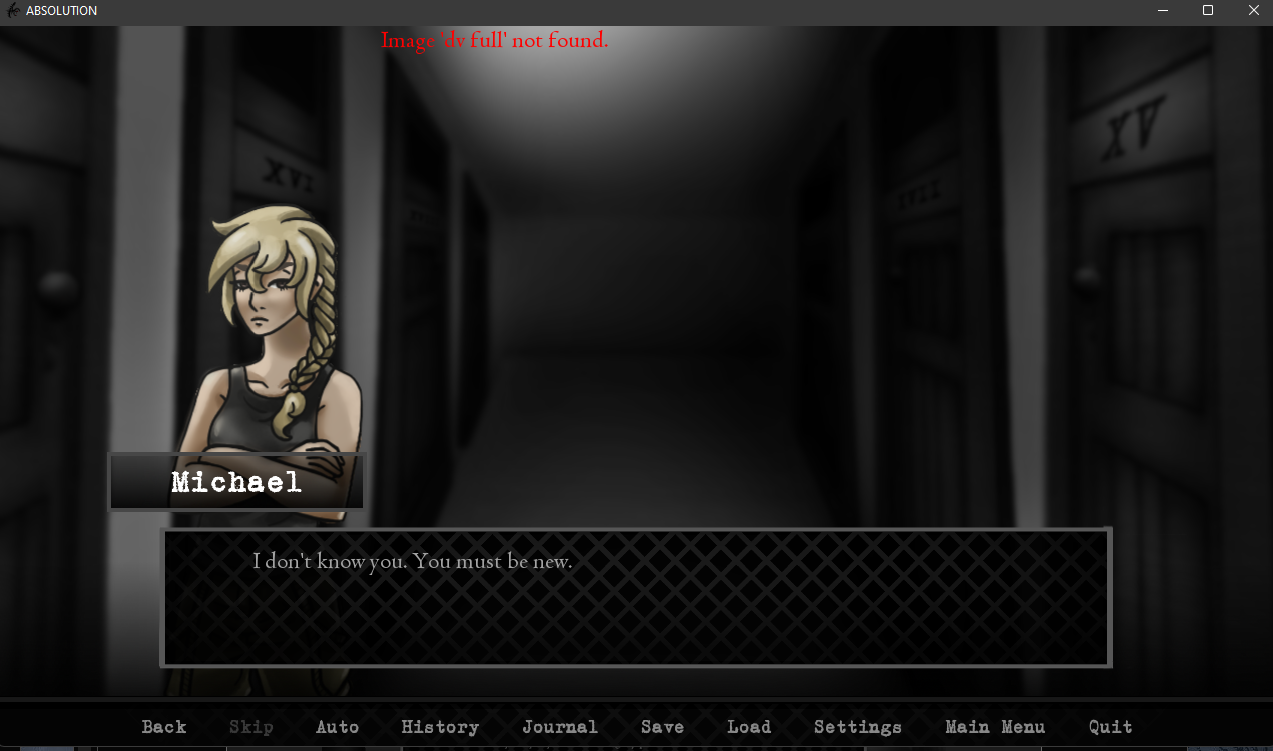 ABSOLUTION
Image 'dv full' not found.
XV
XVI
XVII
Michael
I don't know you. You must be new.
Back Skip Auto History Journal Save Load Settings Main Menu Quit